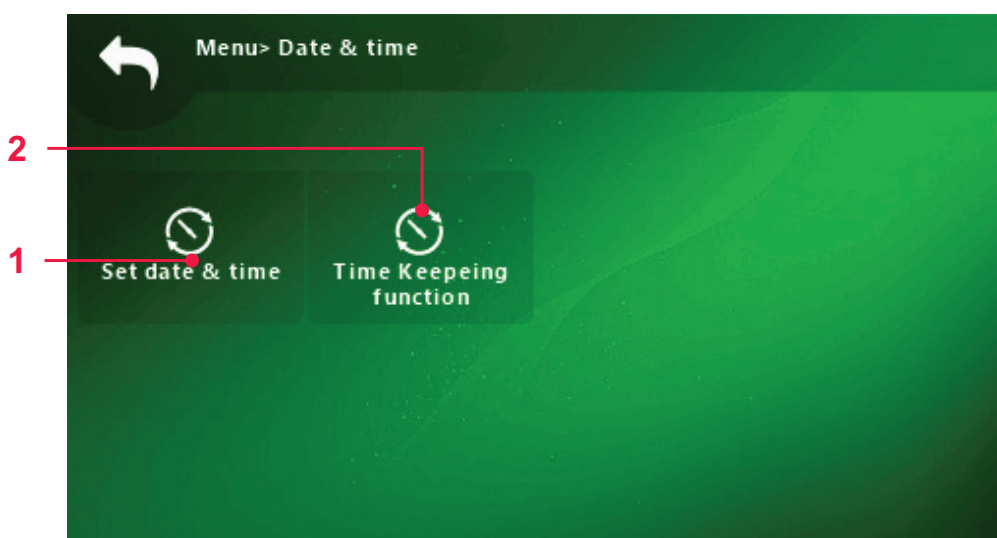 Menu> Date & time
2
1
Set date & time
Time Keepeing
function